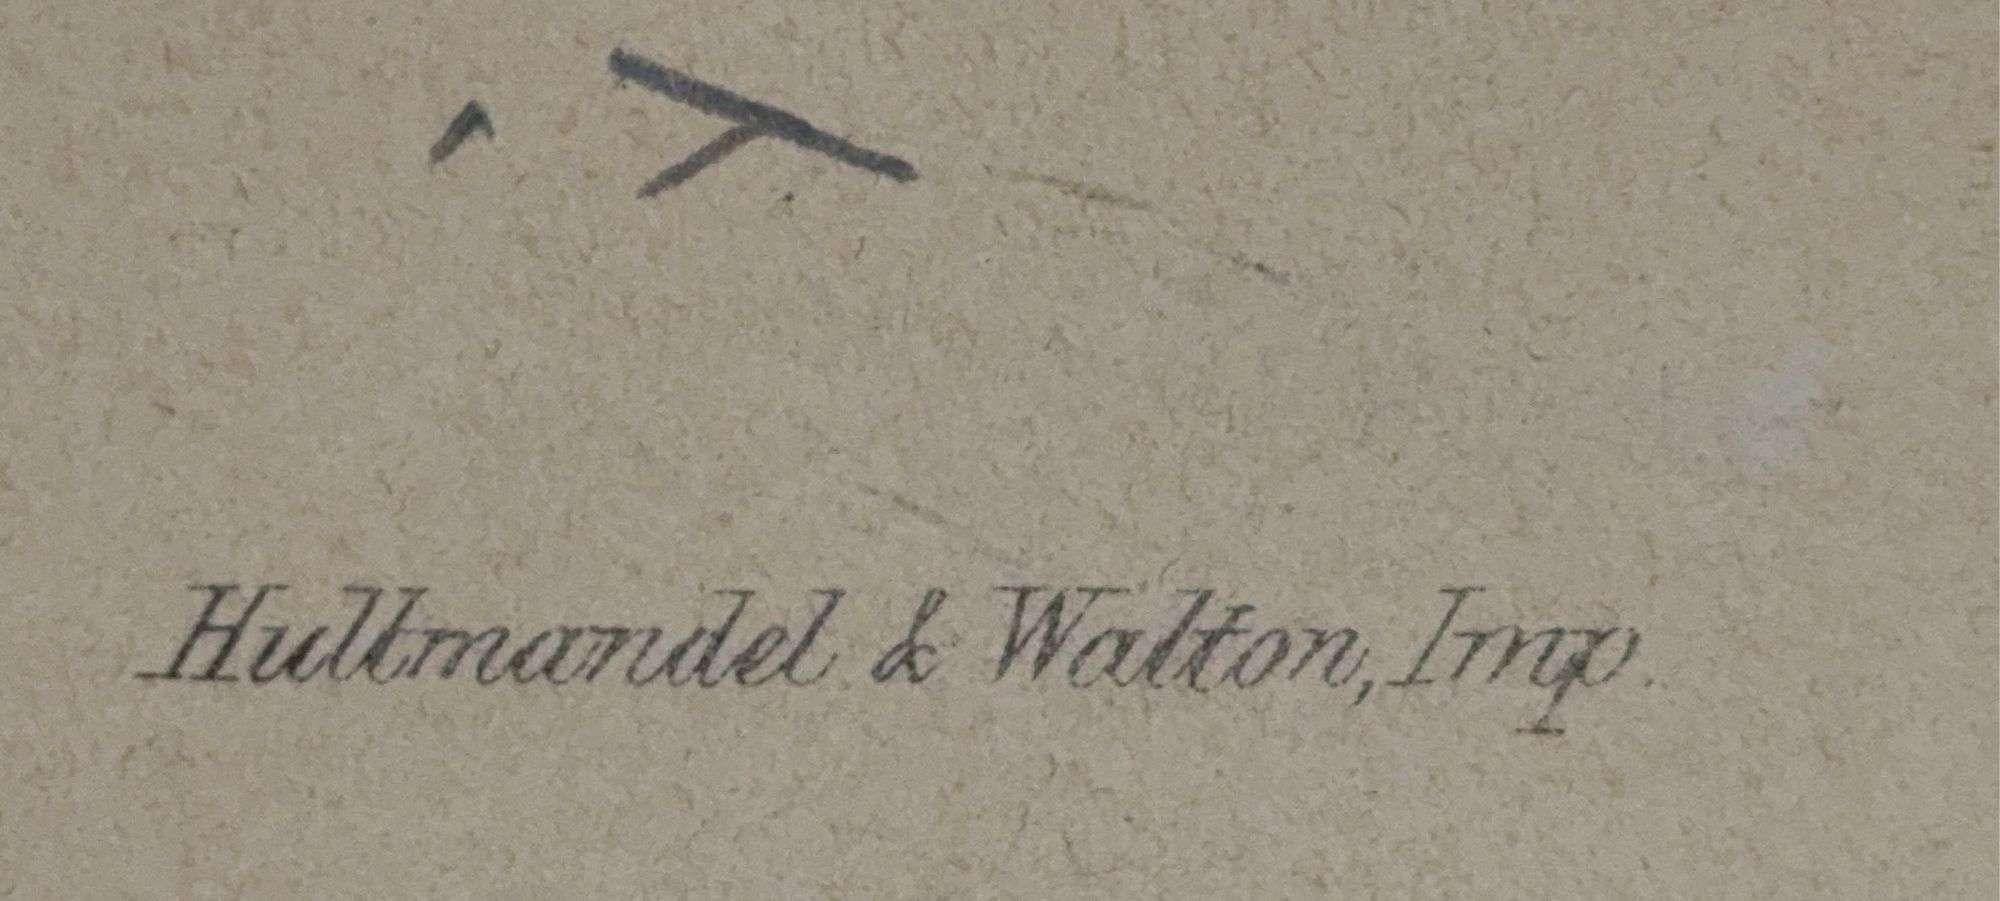 Hullmandel & Walton, Imp.